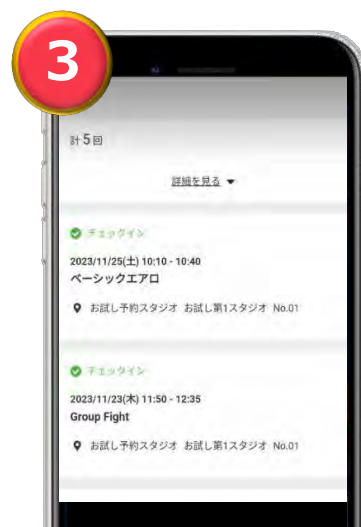 3
計5回
詳細を見る
チェックイン
2023/11/25(土) 10:10 - 10:40
ベーシックエアロ
お試し予約スタジオ お試し第1スタジオ No.01
チェックイン
2023/11/23(木) 11:50 - 12:35
Group Fight
お試し予約スタジオ お試し第1スタジオ No.01